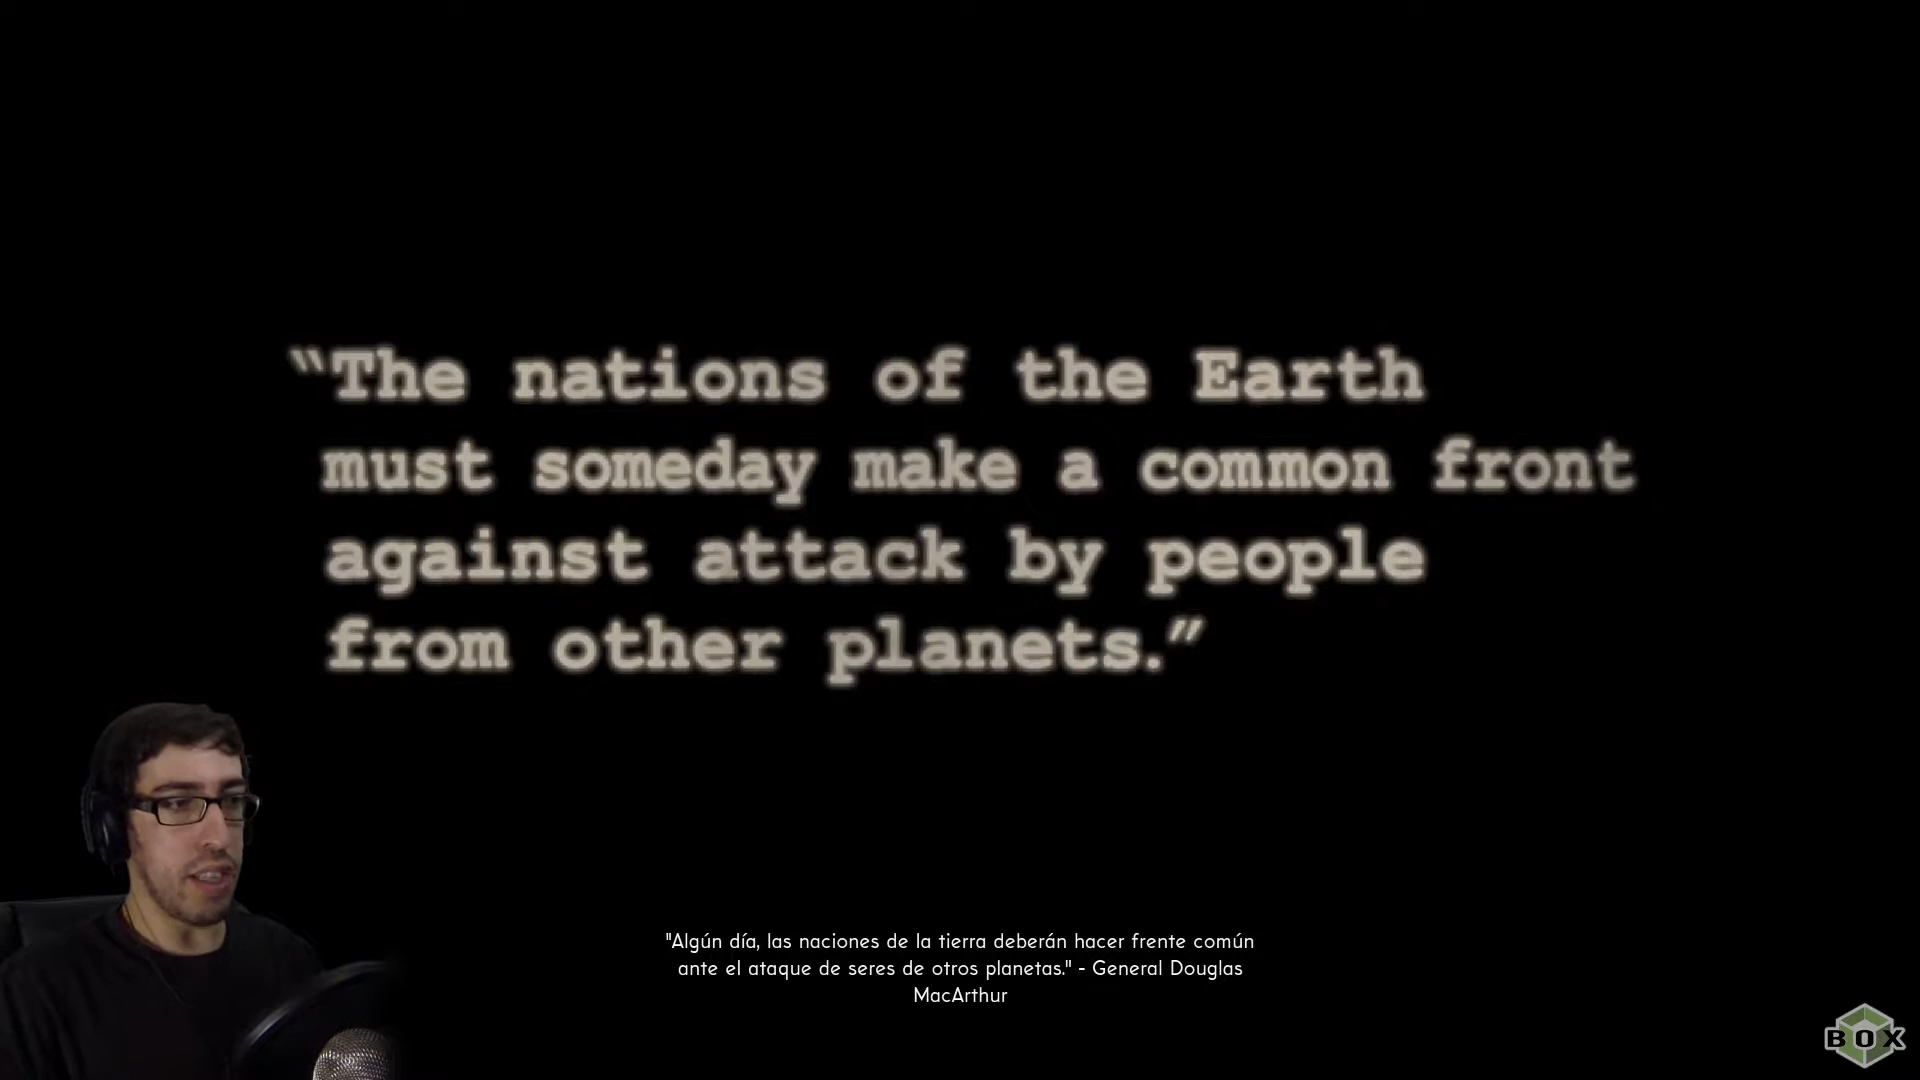 “The nations of the Earth
must someday make a common front
against attack by people
from other planets.”
"Algún día, las naciones de la tierra deberán hacer frente común
ante el ataque de seres de otros planetas." - General Douglas
MacArthur
BOX